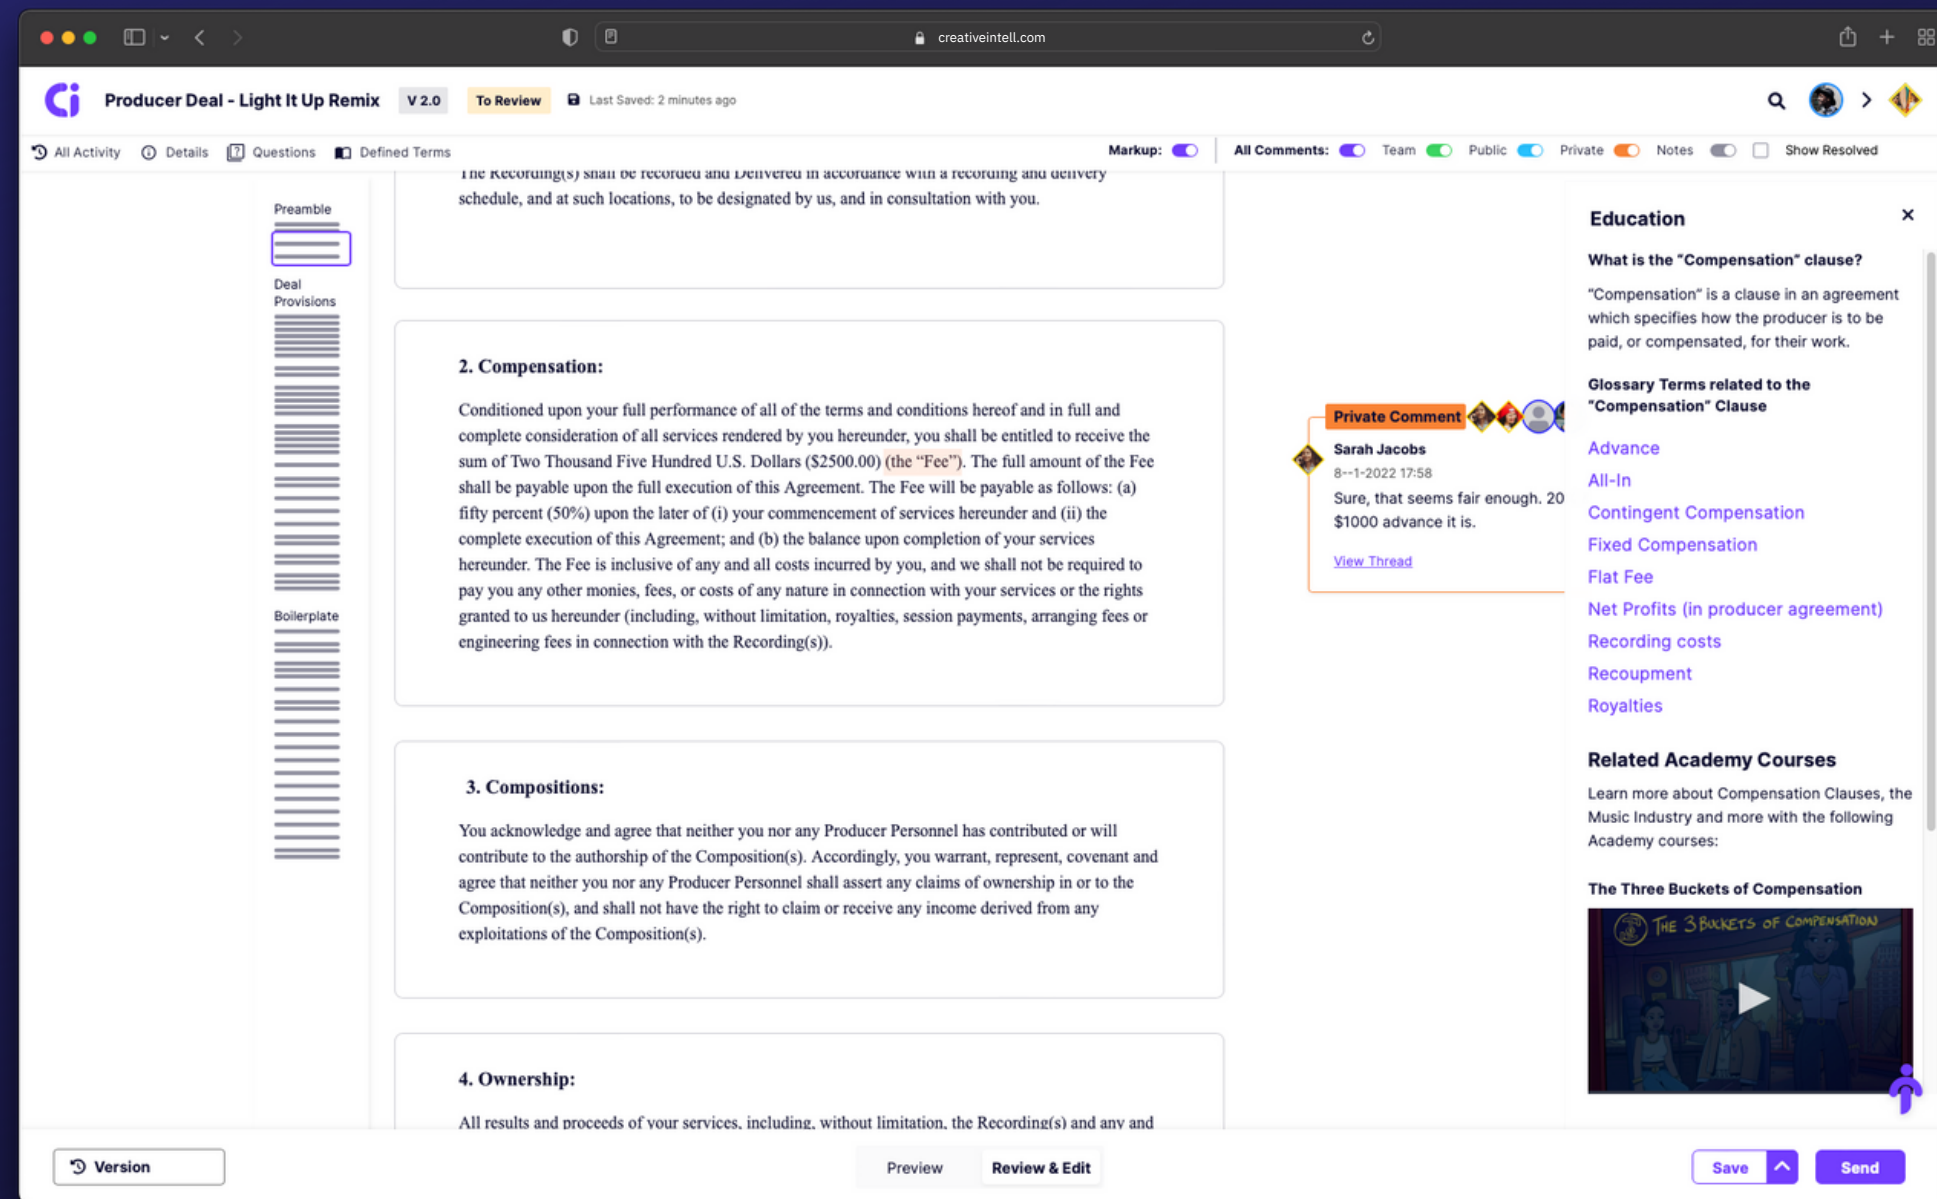 creativeintell.com
Ci
Producer Deal - Light It Up Remix
V 2.0
To Review
Last Saved: 2 minutes ago
All Activity
Details
Questions
Defined Terms
Markup:
All Comments:
Team
Public
Private
Notes
Show Resolved
Preamble
Deal
Provisions
Boilerplate
The Recording(s) shall be recorded and Delivered in accordance with a recording and delivery
schedule, and at such locations, to be designated by us, and in consultation with you.
2. Compensation:
Conditioned upon your full performance of all of the terms and conditions hereof and in full and
complete consideration of all services rendered by you hereunder, you shall be entitled to receive the
sum of Two Thousand Five Hundred U.S. Dollars ($2500.00) (the “Fee”). The full amount of the Fee
shall be payable upon the full execution of this Agreement. The Fee will be payable as follows: (a)
fifty percent (50%) upon the later of (i) your commencement of services hereunder and (ii) the
complete execution of this Agreement; and (b) the balance upon completion of your services
hereunder. The Fee is inclusive of any and all costs incurred by you, and we shall not be required to
pay you any other monies, fees, or costs of any nature in connection with your services or the rights
granted to us hereunder (including, without limitation, royalties, session payments, arranging fees or
engineering fees in connection with the Recording(s)).
3. Compositions:
You acknowledge and agree that neither you nor any Producer Personnel has contributed or will
contribute to the authorship of the Composition(s). Accordingly, you warrant, represent, covenant and
agree that neither you nor any Producer Personnel shall assert any claims of ownership in or to the
Composition(s), and shall not have the right to claim or receive any income derived from any
exploitations of the Composition(s).
4. Ownership:
All results and proceeds of your services, including, without limitation, the Recording(s) and any and
Private Comment
Sarah Jacobs
8--1-2022 17:58
Sure, that seems fair enough. 20
$1000 advance it is.
View Thread
Education
What is the “Compensation” clause?
“Compensation” is a clause in an agreement
which specifies how the producer is to be
paid, or compensated, for their work.
Glossary Terms related to the
“Compensation” Clause
Advance
All-In
Contingent Compensation
Fixed Compensation
Flat Fee
Net Profits (in producer agreement)
Recording costs
Recoupment
Royalties
Related Academy Courses
Learn more about Compensation Clauses, the
Music Industry and more with the following
Academy courses:
The Three Buckets of Compensation
THE 3 BUCKETS OF COMPENSATION
Version
Preview
Review & Edit
Save
Send